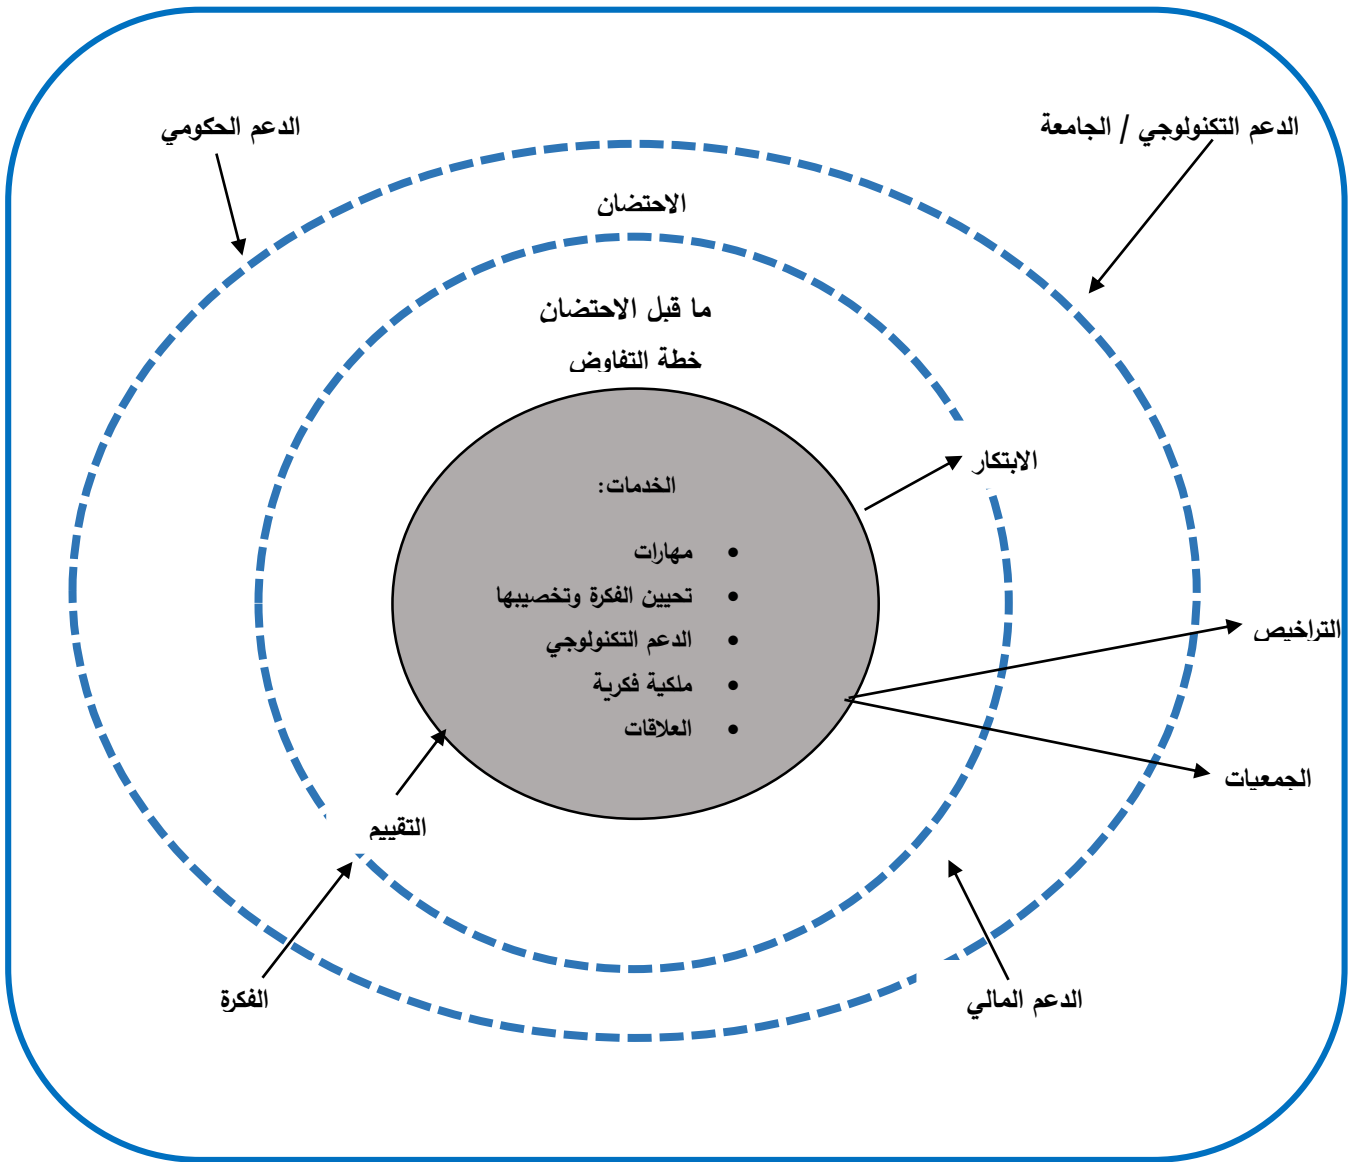 الدعم التكنولوجي / الجامعة
الدعم الحكومي
الاحتضان
ما قبل الاحتضان
خطة التفاوض
الابتكار
الخدمات:
• مهارات
• تحيين الفكرة وتخصيبها
• الدعم التكنولوجي
• ملكية فكرية
• العلاقات
التراخيص
الجمعيات
التقييم
الدعم المالي
الفكرة